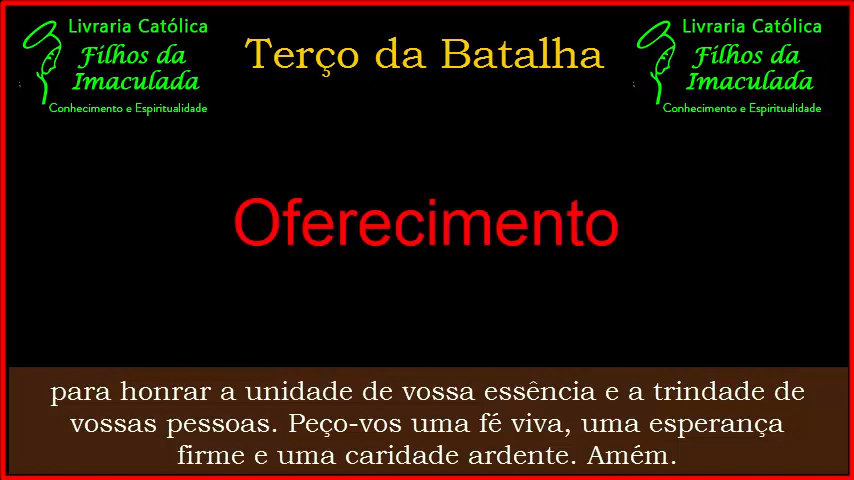 Livraria Católica
Filhos da
Imaculada
Conhecimento e Espiritualidade
Terço da Batalha
Livraria Católica
Filhos da
Imaculada
Conhecimento e Espiritualidade
Oferecimento
para honrar a unidade de vossa essência e a trindade de
vossas pessoas. Peço-vos uma fé viva, uma esperança
firme e uma caridade ardente. Amém.